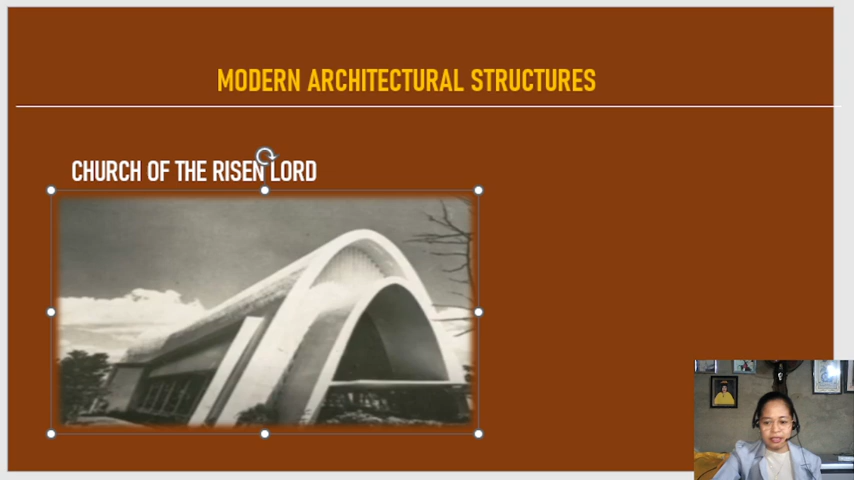 MODERN ARCHITECTURAL STRUCTURES
CHURCH OF THE RISEN LORD